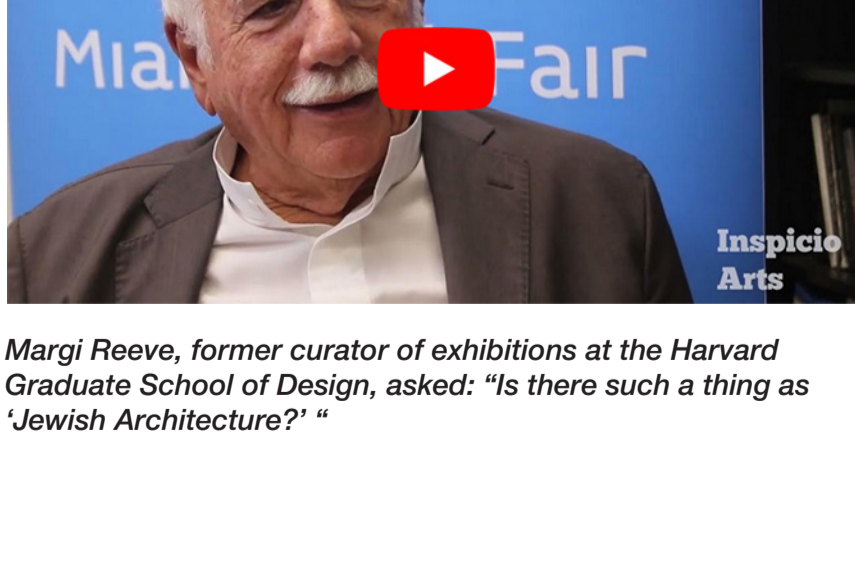 Miam Fair
Inspicio
Arts
Margi Reeve, former curator of exhibitions at the Harvard
Graduate School of Design, asked: “Is there such a thing as
‘Jewish Architecture?’ “